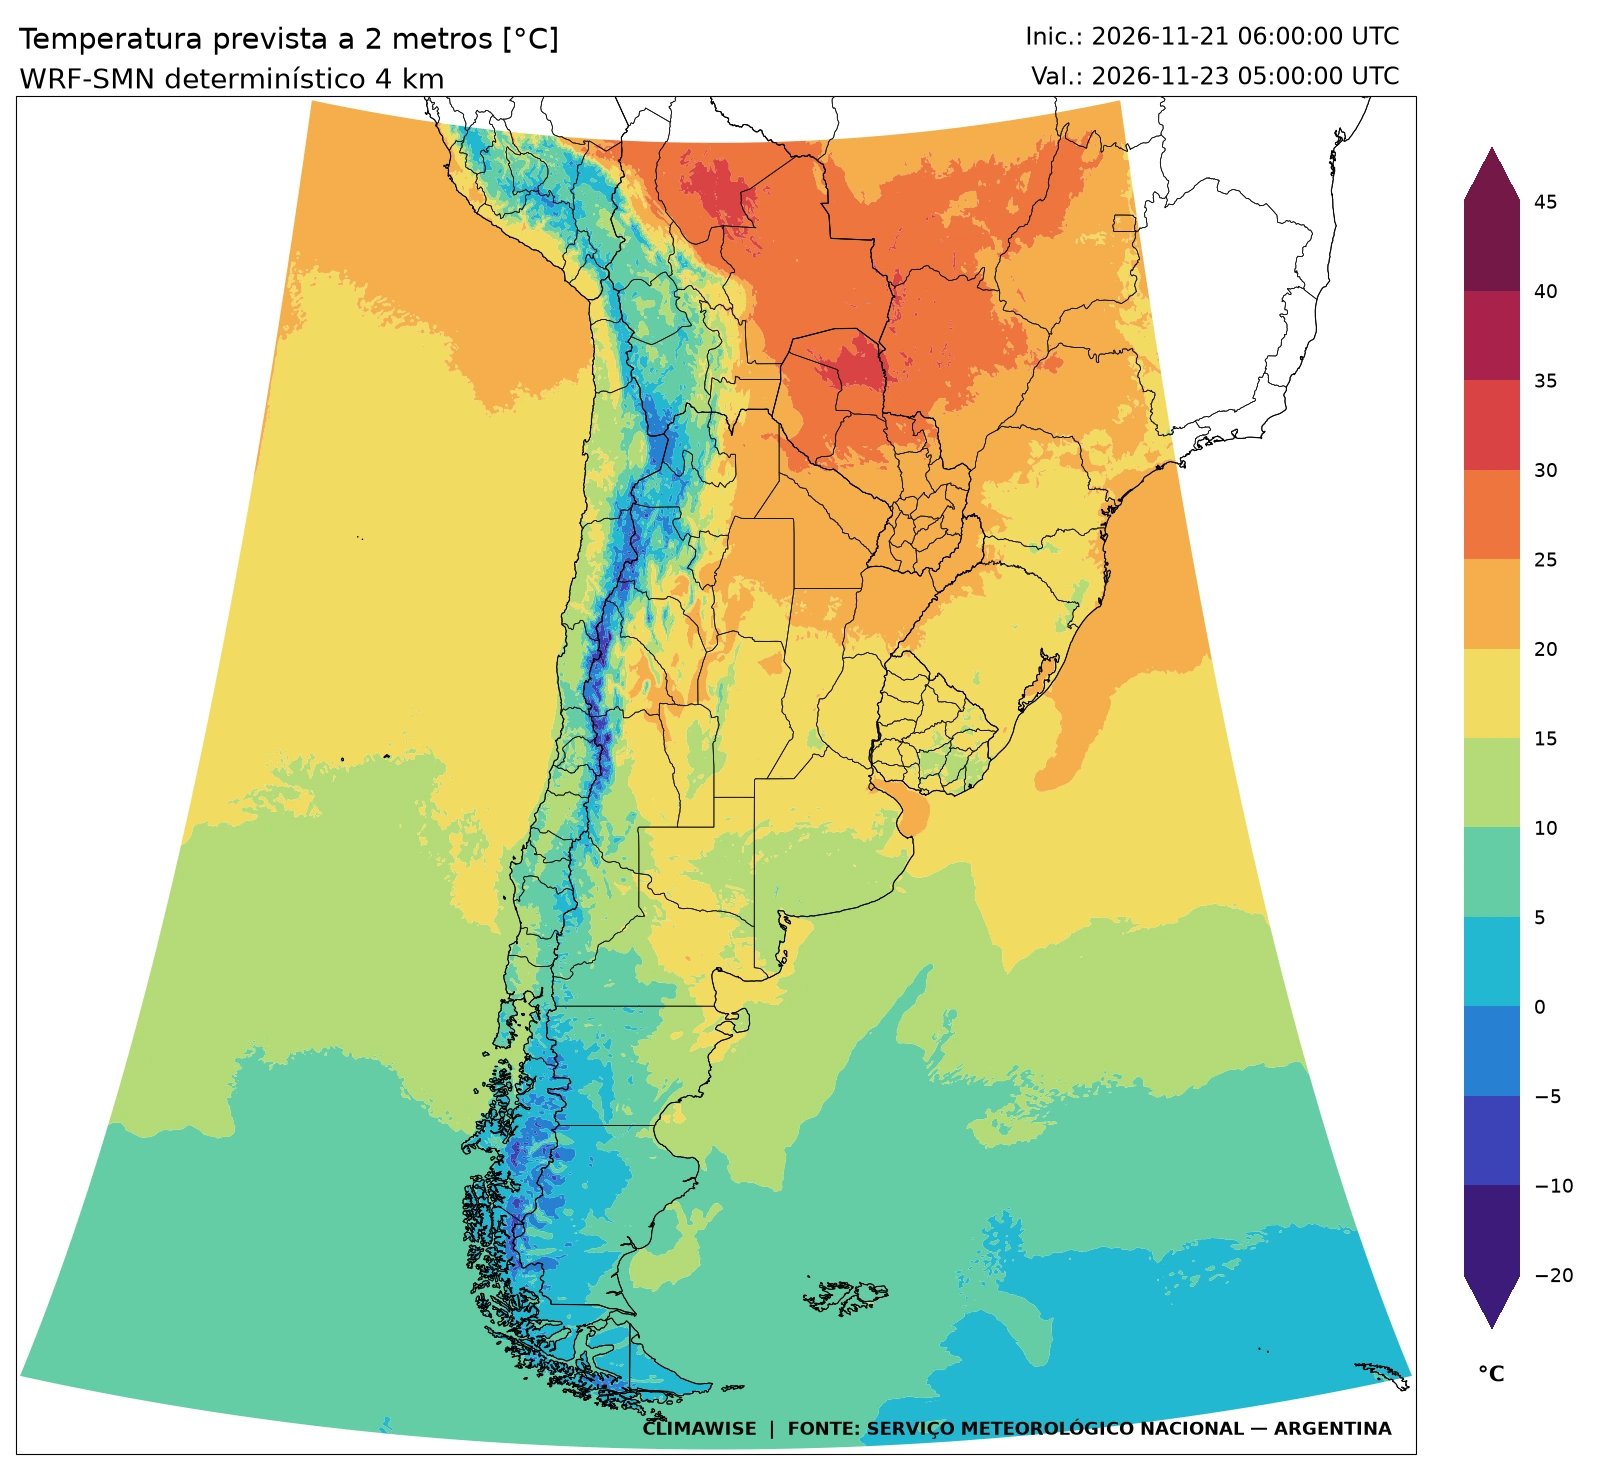 Temperatura prevista a 2 metros [°C]
WRF-SMN determinístico 4 km
Inic.: 2026-11-21 06:00:00 UTC
Val.: 2026-11-23 05:00:00 UTC
45
40
35
30
25
20
15
10
5
0
−5
−10
−20
°C
CLIMAWISE | FONTE: SERVIÇO METEOROLÓGICO NACIONAL — ARGENTINA